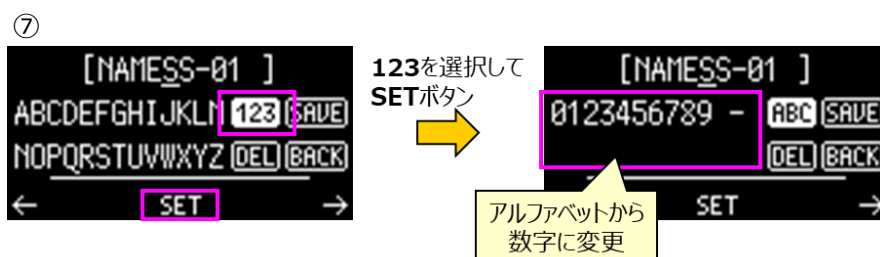 ⑦
[NAMESS-01 ]
ABCDEFGHIJKLM 123 SAVE
NOPQRSTUVWXYZ DEL BACK
← SET →
123を選択して
SETボタン
[NAMESS-01 ]
0123456789 - ABC SAVE
DEL BACK
SET →
アルファベットから
数字に変更